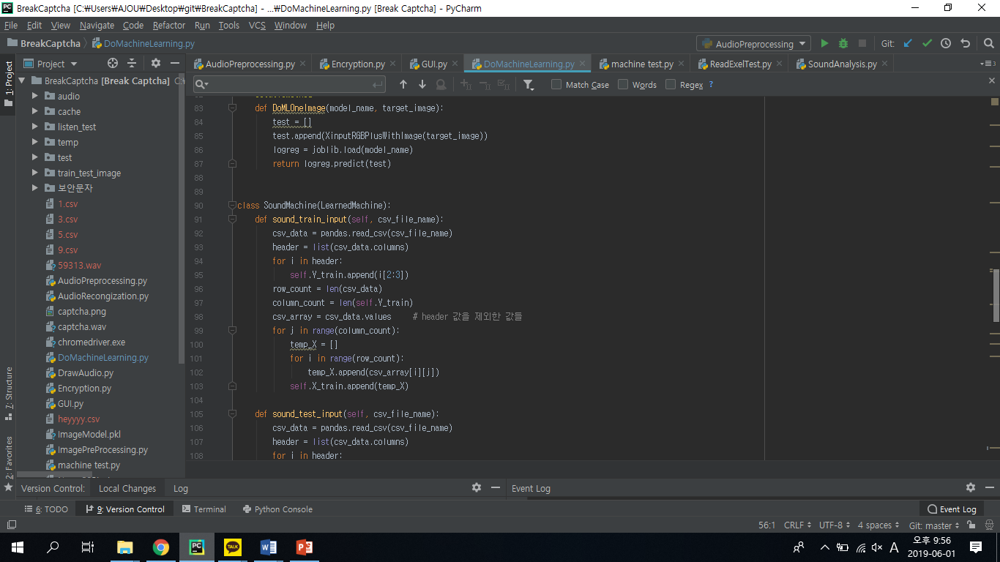 BreakCaptcha [C:\Users\AJOU\Desktop\git\BreakCaptcha] - ...\DoMachineLearning.py [Break Captcha] - PyCharm
File Edit View Navigate Code Refactor Run Tools VCS Window Help
BreakCaptcha DoMachineLearning.py
AudioPreprocessing
Git:
1: Project
Project
AudioPreprocessing.py
Encryption.py
GUI.py
DoMachineLearning.py
machine test.py
ReadExelTest.py
SoundAnalysis.py
Match Case
Words
Regex
?
BreakCaptcha [Break Captcha]
audio
cache
listen_test
temp
test
train_test_image
보안문자
1.csv
3.csv
5.csv
9.csv
59313.wav
AudioPreprocessing.py
AudioRecongization.py
captcha.png
captcha.wav
chromedriver.exe
DoMachineLearning.py
DrawAudio.py
Encryption.py
GUI.py
heyyyy.csv
ImageModel.pkl
ImagePreProcessing.py
machine test.py
83 def DoMLOneImage(model_name, target_image):
84 test = []
85 test.append(XinputRGBPlusWithImage(target_image))
86 logreg = joblib.load(model_name)
87 return logreg.predict(test)
88
89
90 class SoundMachine(LearnedMachine):
91 def sound_train_input(self, csv_file_name):
92 csv_data = pandas.read_csv(csv_file_name)
93 header = list(csv_data.columns)
94 for i in header:
95 self.Y_train.append(i[2:3])
96 row_count = len(csv_data)
97 column_count = len(self.Y_train)
98 csv_array = csv_data.values # header 값을 제외한 값들
99 for j in range(column_count):
100 temp_X = []
101 for i in range(row_count):
102 temp_X.append(csv_array[i][j])
103 self.X_train.append(temp_X)
104
105 def sound_test_input(self, csv_file_name):
106 csv_data = pandas.read_csv(csv_file_name)
107 header = list(csv_data.columns)
108 for i in header:
7: Structure
2: Favorites
Version Control: Local Changes Log
Event Log
6: TODO
9: Version Control
Terminal
Python Console
Event Log
56:1 CRLF UTF-8 4 spaces Git: master
PC
TALK
A
오후 9:56
2019-06-01